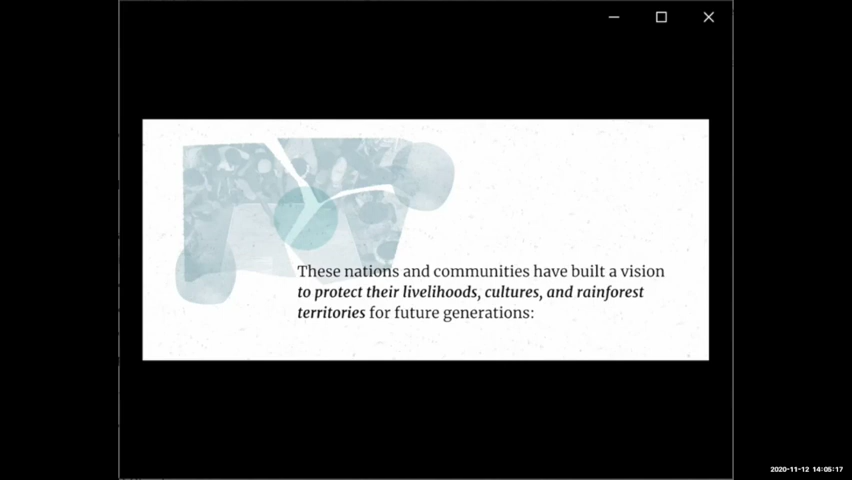 These nations and communities have built a vision
to protect their livelihoods, cultures, and rainforest
territories for future generations:
2020-11-12 14:05:17